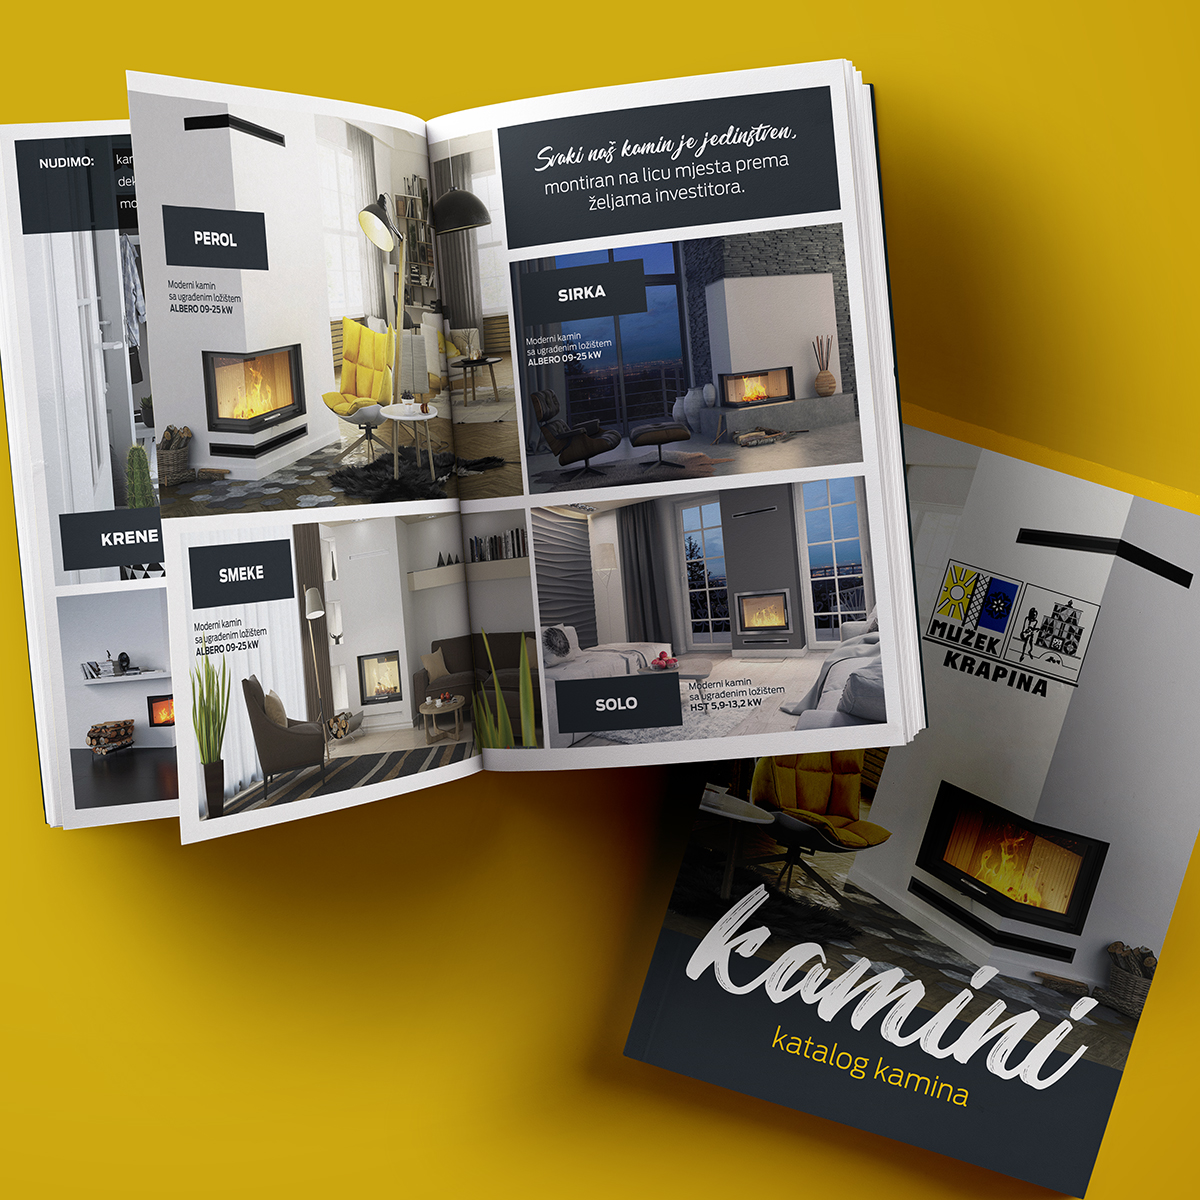 NUDIMO:
PEROL
Moderni kamin
sa ugrađenim ložištem
ALBERO 09-25 kW
KRENE
SMEKE
Moderni kamin
sa ugrađenim ložištem
ALBERO 09-25 kW
Svaki naš kamin je jedinstven,
montiran na licu mjesta prema
željama investitora.
SIRKA
Moderni kamin
sa ugrađenim ložištem
ALBERO 09-25 kW
SOLO
Moderni kamin
sa ugrađenim ložištem
HST 5,9-13,2 kW
MUŽEK
KRAPINA
kamini
katalog kamina